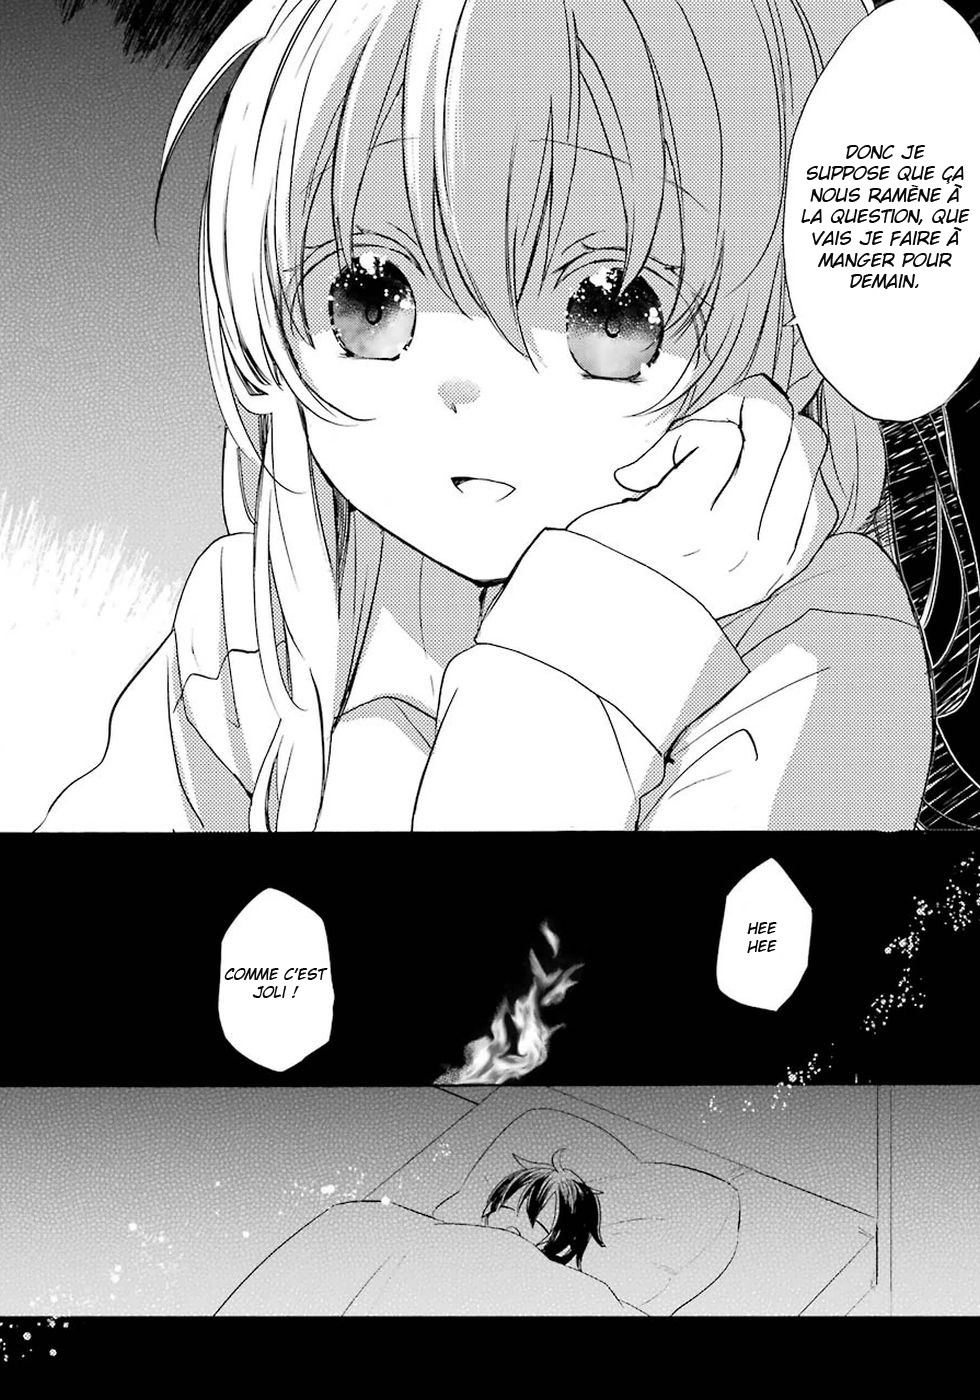 DONC JE
SUPPOSE QUE ÇA
NOUS RAMÈNE À
LA QUESTION, QUE
VAIS JE FAIRE À
MANGER POUR
DEMAIN.
HEE
HEE
COMME C'EST
JOLI !